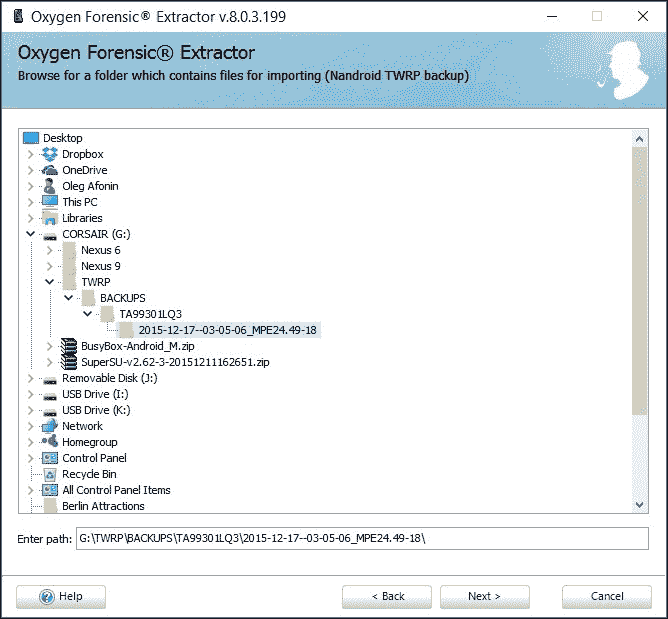 Oxygen Forensic® Extractor v.8.0.3.199
Oxygen Forensic® Extractor
Browse for a folder which contains files for importing (Nandroid TWRP backup)
Desktop
Dropbox
OneDrive
Oleg Afonin
This PC
Libraries
CORSAIR (G:)
Nexus 6
Nexus 9
TWRP
BACKUPS
TA99301LQ3
2015-12-17--03-05-06_MPE24.49-18
BusyBox-Android_M.zip
SuperSU-v2.62-3-20151211162651.zip
Removable Disk (J:)
USB Drive (I:)
USB Drive (K:)
Network
Homegroup
Control Panel
Recycle Bin
All Control Panel Items
Berlin Attractions
Enter path: G:\TWRP\BACKUPS\TA99301LQ3\2015-12-17--03-05-06_MPE24.49-18\
Help < Back Next > Cancel